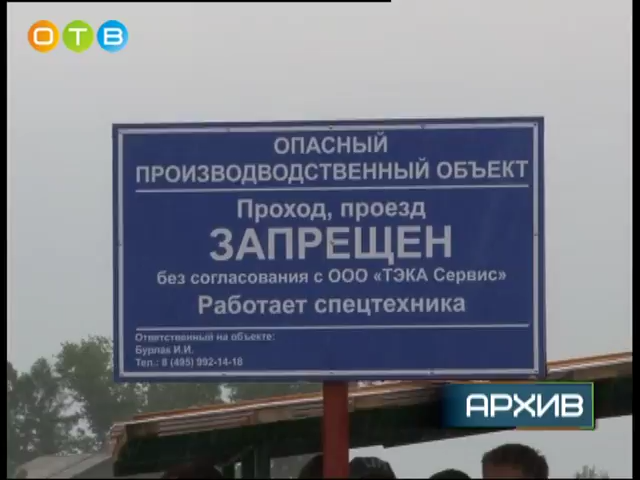 ОТВ
ОПАСНЫЙ
ПРОИЗВОДВОДСТВЕННЫЙ ОБЪЕКТ
Проход, проезд
ЗАПРЕЩЕН
без согласования с ООО «ТЭКА Сервис»
Работает спецтехника
Ответственный на объекте:
Бурлак И.И.
Тел.: 8 (495) 992-14-18
АРХИВ